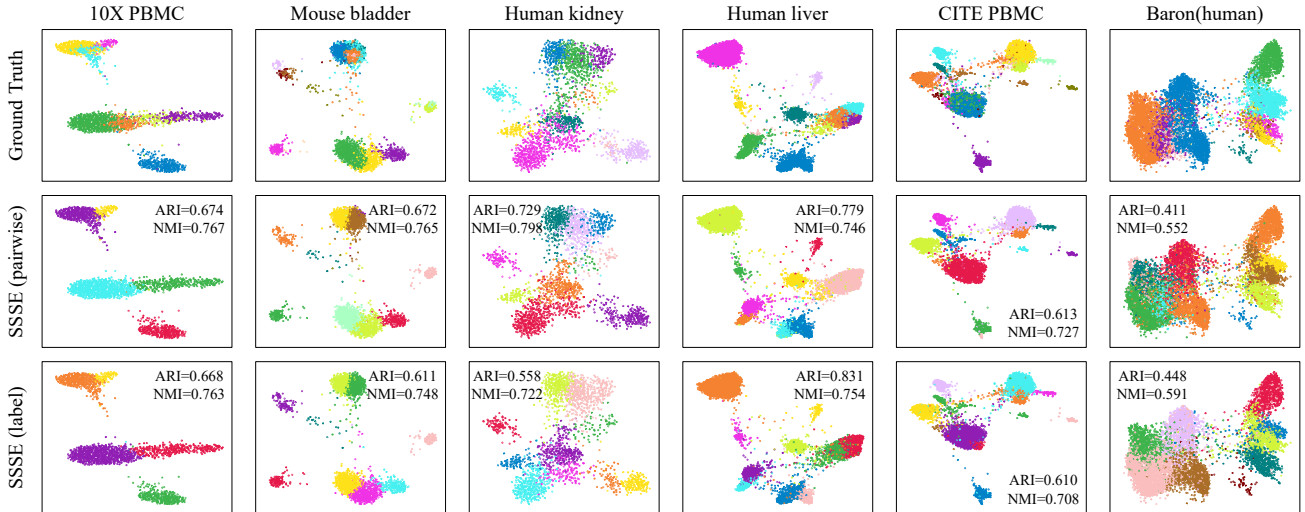 10X PBMC
Mouse bladder
Human kidney
Human liver
CITE PBMC
Baron(human)
Ground Truth
SSSE (pairwise)
ARI=0.674
NMI=0.767
ARI=0.672
NMI=0.765
ARI=0.729
NMI=0.798
ARI=0.779
NMI=0.746
ARI=0.613
NMI=0.727
ARI=0.411
NMI=0.552
SSSE (label)
ARI=0.668
NMI=0.763
ARI=0.611
NMI=0.748
ARI=0.558
NMI=0.722
ARI=0.831
NMI=0.754
ARI=0.610
NMI=0.708
ARI=0.448
NMI=0.591